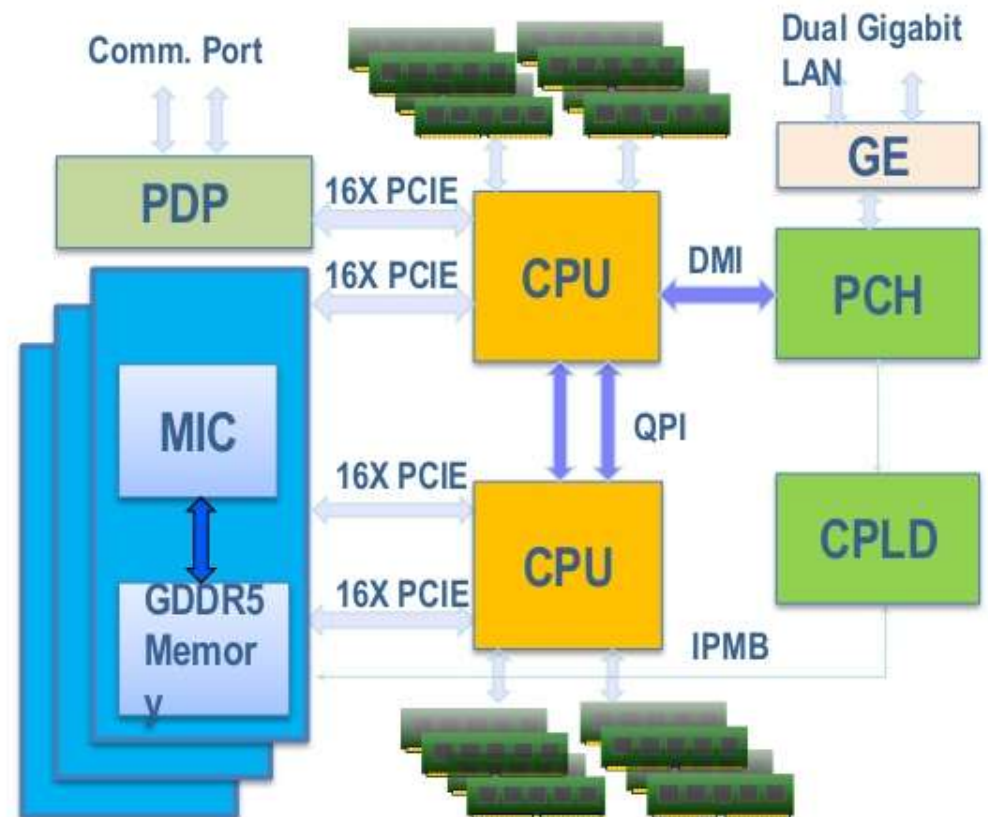 Comm. Port
Dual Gigabit
LAN
GE
PDP
16X PCIE
16X PCIE
CPU
DMI
PCH
MIC
QPI
16X PCIE
CPU
CPLD
16X PCIE
GDDR5
Memor
y
IPMB